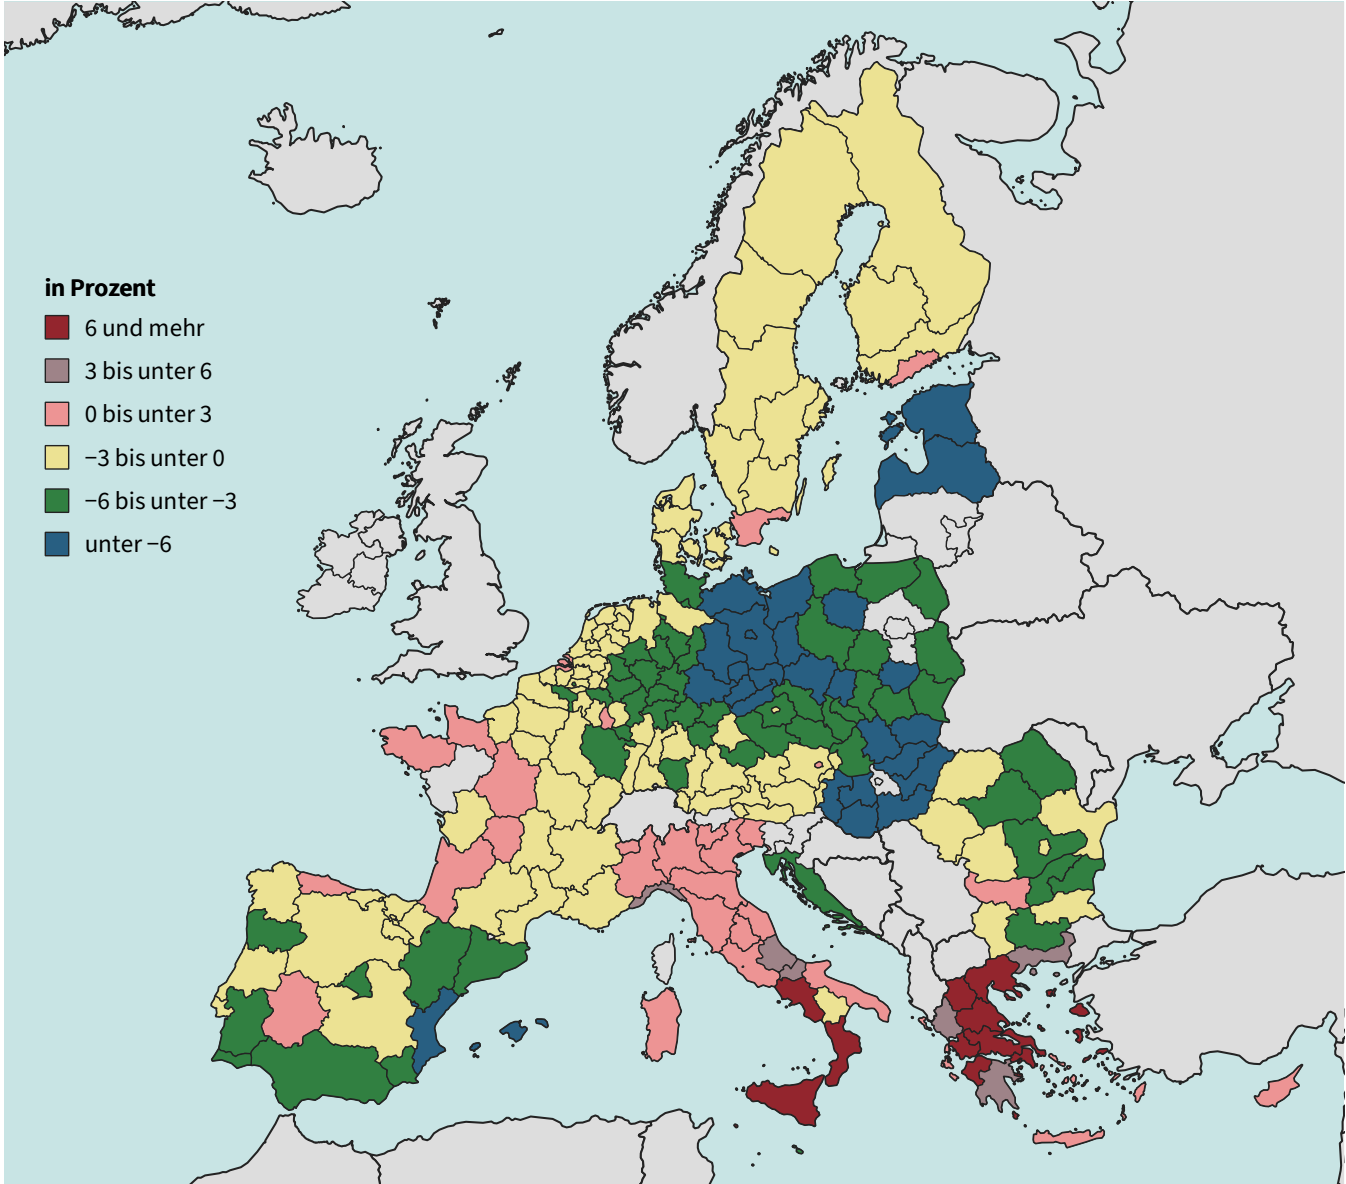 in Prozent
6 und mehr
3 bis unter 6
0 bis unter 3
−3 bis unter 0
−6 bis unter −3
unter −6